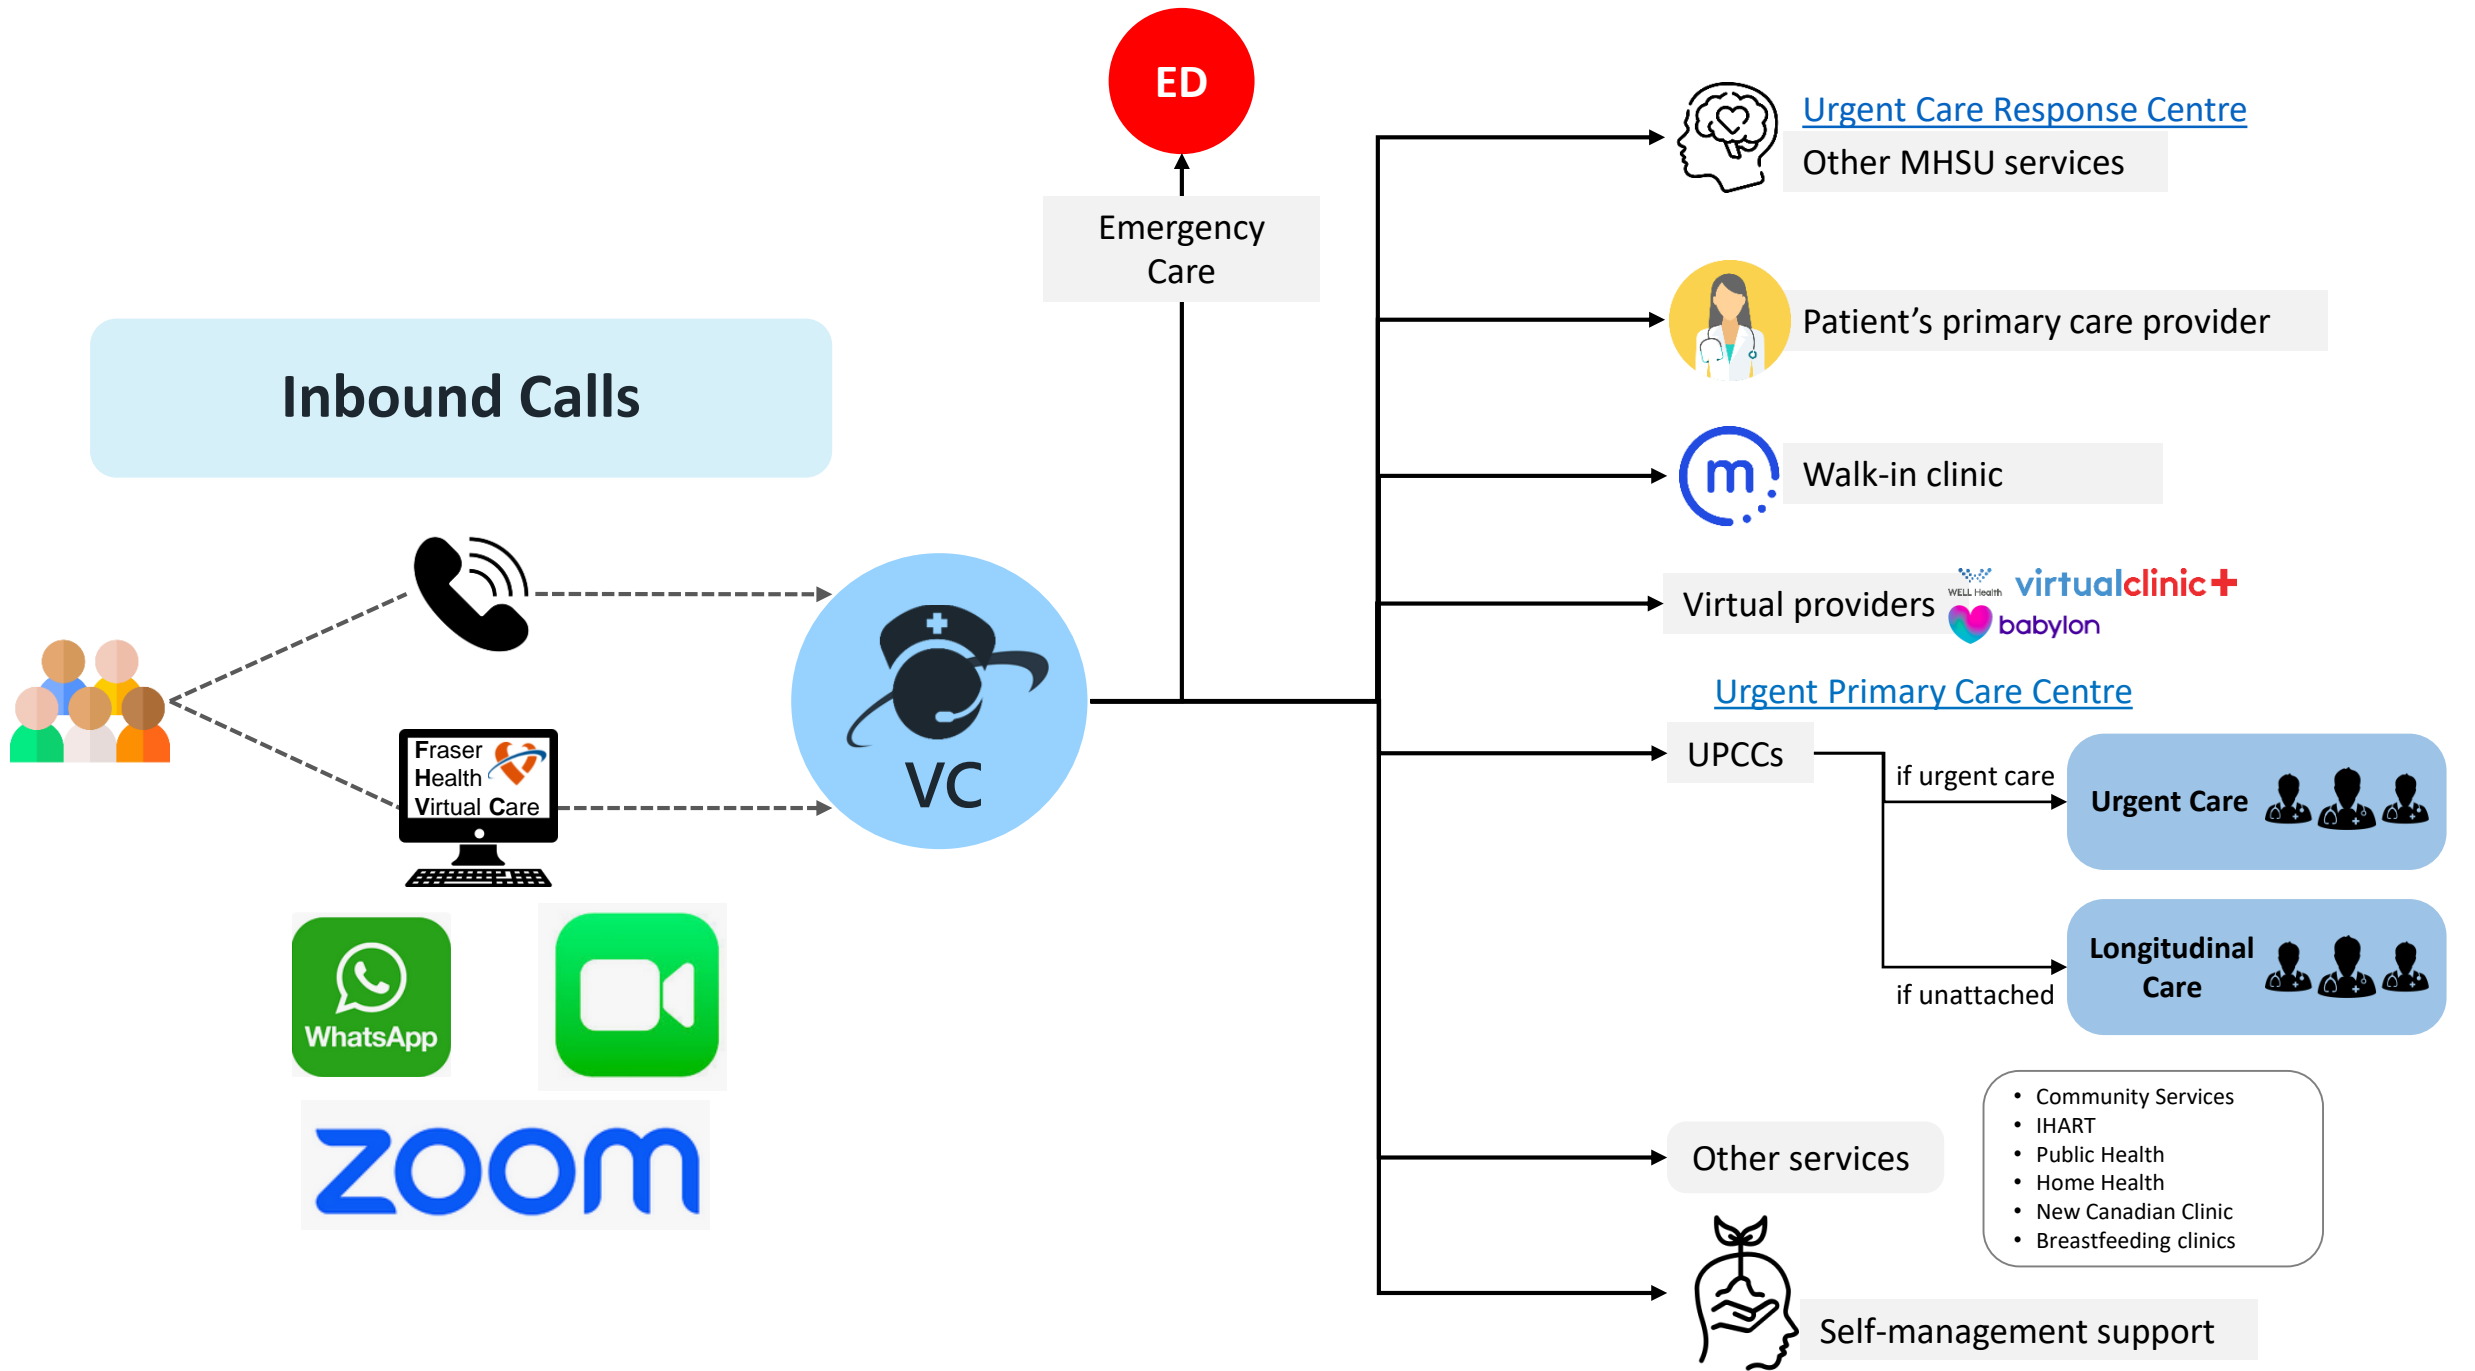 ED
Emergency
Care
Inbound Calls
Fraser
Health
Virtual Care
WhatsApp
zoom
VC
Urgent Care Response Centre
Other MHSU services
Patient’s primary care provider
m
Walk-in clinic
Virtual providers
WELL Health
virtualclinic+
babylon
Urgent Primary Care Centre
UPCCs
if urgent care
Urgent Care
if unattached
Longitudinal
Care
Other services
• Community Services
• IHART
• Public Health
• Home Health
• New Canadian Clinic
• Breastfeeding clinics
Self-management support